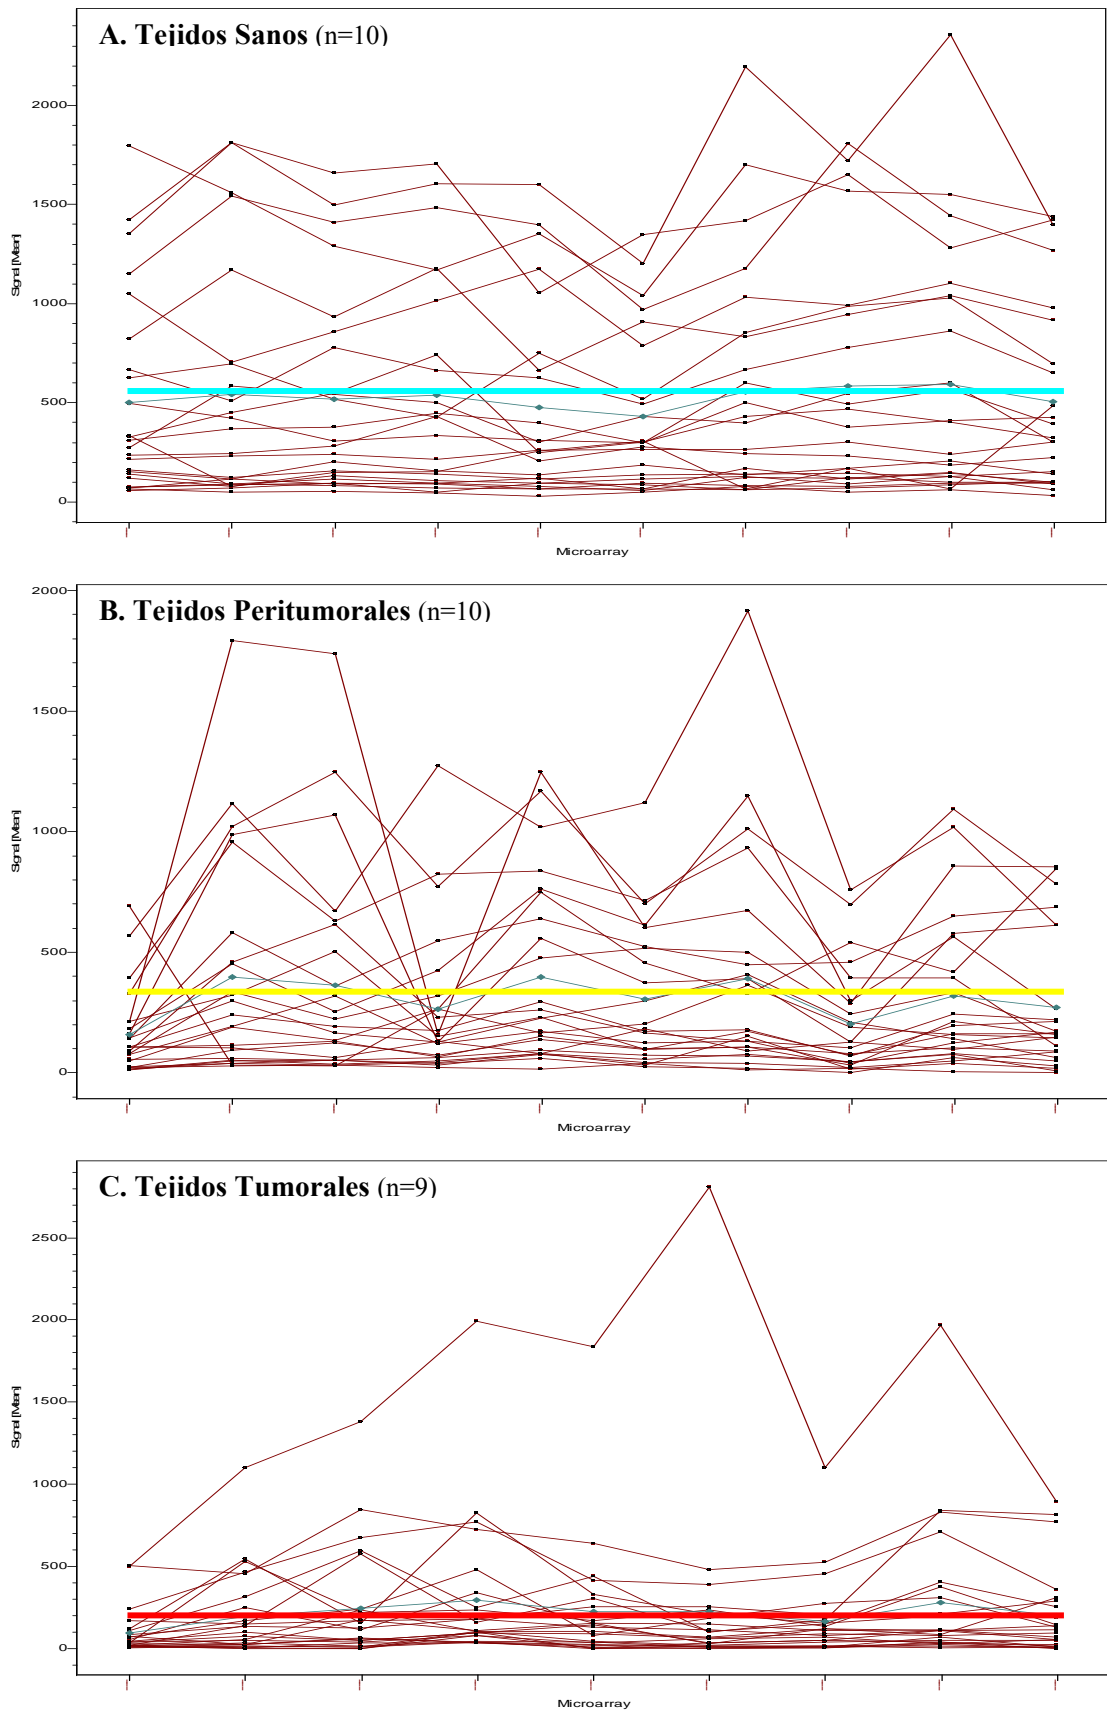 A. Tejidos Sanos (n=10)
2000
1500
1000
500
0
Signal [Mean]
Microarray
B. Tejidos Peritumorales (n=10)
2000
1500
1000
500
0
Signal [Mean]
Microarray
C. Tejidos Tumorales (n=9)
2500
2000
1500
1000
500
0
Signal [Mean]
Microarray